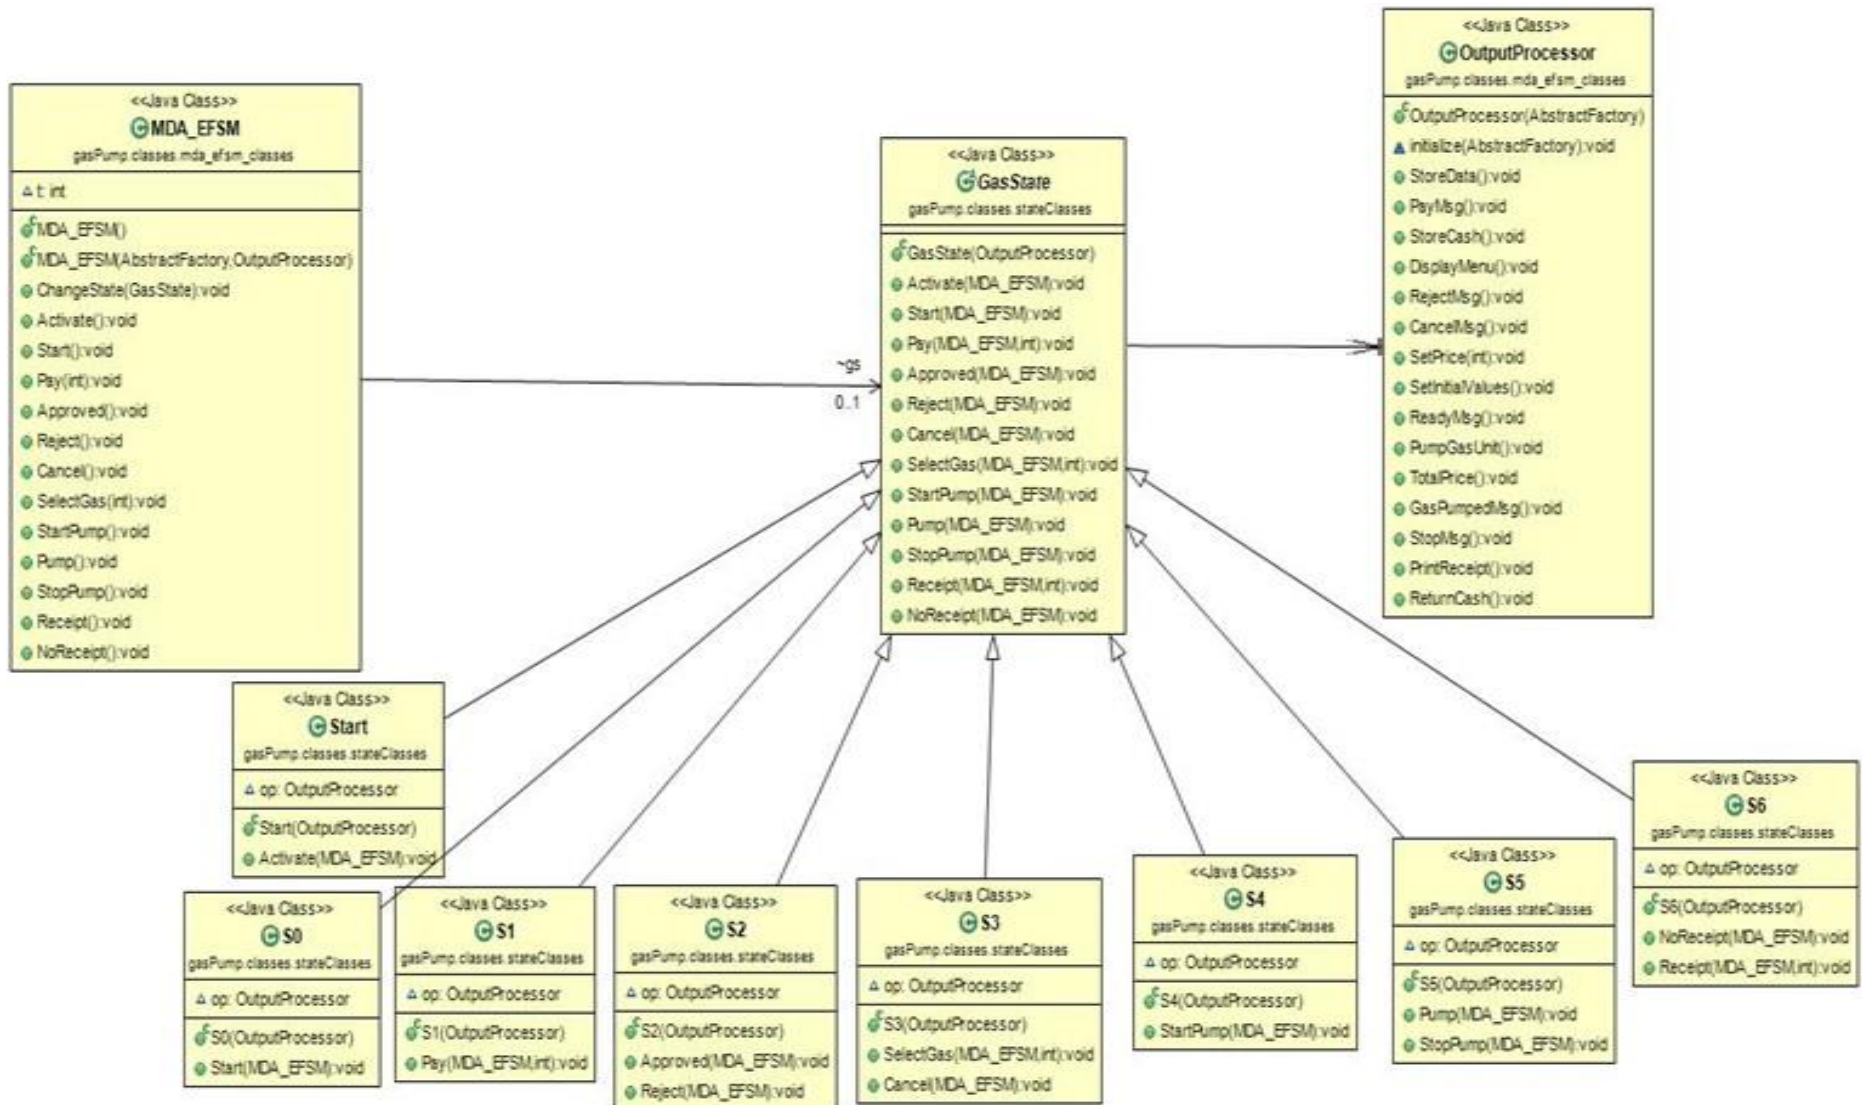 <<Java Class>>
MDA_EFSM
gasPump.classes.mda_efsm_classes
t: int
MDA_EFSM()
MDA_EFSM(AbstractFactory,OutputProcessor)
ChangeState(GasState):void
Activate():void
Start():void
Pay(int):void
Approved():void
Reject():void
Cancel():void
SelectGas(int):void
StartPump():void
Pump():void
StopPump():void
Receipt():void
NoReceipt():void
~gs
0..1
<<Java Class>>
GasState
gasPump.classes.stateClasses
GasState(OutputProcessor)
Activate(MDA_EFSM):void
Start(MDA_EFSM):void
Pay(MDA_EFSM,int):void
Approved(MDA_EFSM):void
Reject(MDA_EFSM):void
Cancel(MDA_EFSM):void
SelectGas(MDA_EFSM,int):void
StartPump(MDA_EFSM):void
Pump(MDA_EFSM):void
StopPump(MDA_EFSM):void
Receipt(MDA_EFSM,int):void
NoReceipt(MDA_EFSM):void
<<Java Class>>
OutputProcessor
gasPump.classes.mda_efsm_classes
OutputProcessor(AbstractFactory)
initialize(AbstractFactory):void
StoreData():void
PayMsg():void
StoreCash():void
DisplayMenu():void
RejectMsg():void
CancelMsg():void
SetPrice(int):void
SetInitialValues():void
ReadyMsg():void
PumpGasUnit():void
TotalPrice():void
GasPumpedMsg():void
StopMsg():void
PrintReceipt():void
ReturnCash():void
<<Java Class>>
Start
gasPump.classes.stateClasses
op: OutputProcessor
Start(OutputProcessor)
Activate(MDA_EFSM):void
<<Java Class>>
S0
gasPump.classes.stateClasses
op: OutputProcessor
S0(OutputProcessor)
Start(MDA_EFSM):void
<<Java Class>>
S1
gasPump.classes.stateClasses
op: OutputProcessor
S1(OutputProcessor)
Pay(MDA_EFSM,int):void
<<Java Class>>
S2
gasPump.classes.stateClasses
op: OutputProcessor
S2(OutputProcessor)
Approved(MDA_EFSM):void
Reject(MDA_EFSM):void
<<Java Class>>
S3
gasPump.classes.stateClasses
op: OutputProcessor
S3(OutputProcessor)
SelectGas(MDA_EFSM,int):void
Cancel(MDA_EFSM):void
<<Java Class>>
S4
gasPump.classes.stateClasses
op: OutputProcessor
S4(OutputProcessor)
StartPump(MDA_EFSM):void
<<Java Class>>
S5
gasPump.classes.stateClasses
op: OutputProcessor
S5(OutputProcessor)
Pump(MDA_EFSM):void
StopPump(MDA_EFSM):void
<<Java Class>>
S6
gasPump.classes.stateClasses
op: OutputProcessor
S6(OutputProcessor)
NoReceipt(MDA_EFSM):void
Receipt(MDA_EFSM,int):void